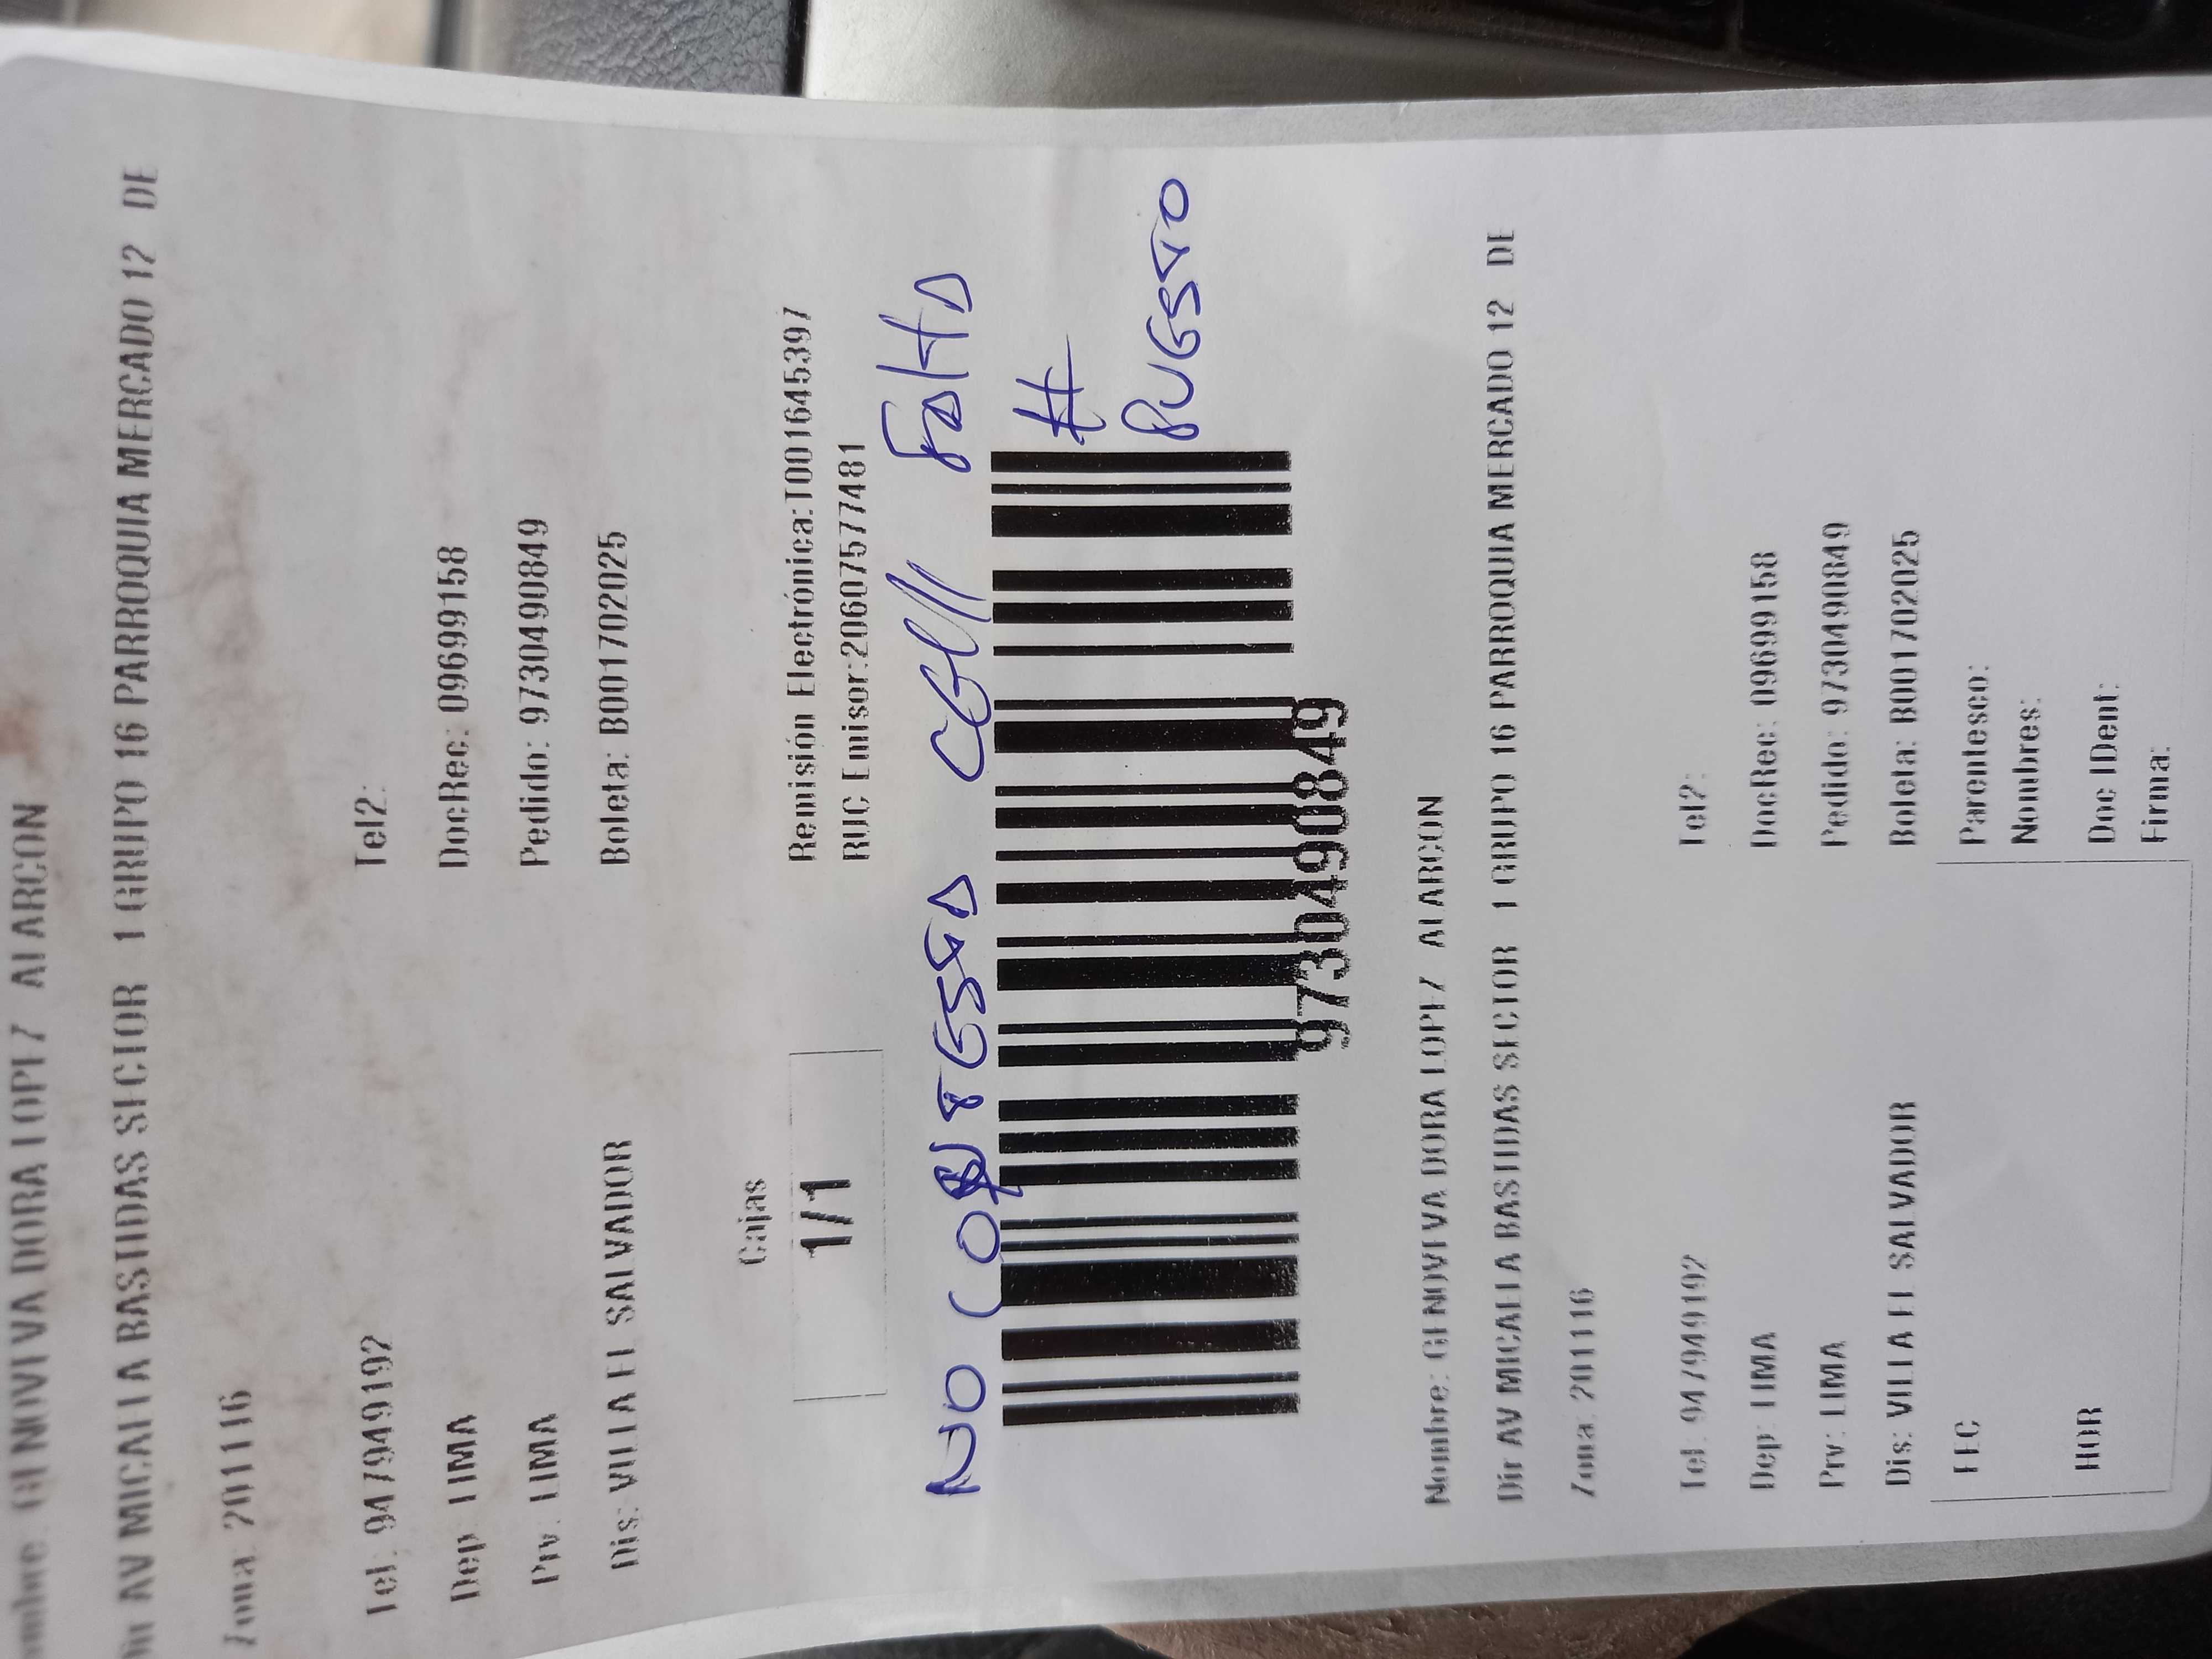 Nombre: GENOVEVA DORA LOPEZ ALARCON
Dir AV MICAELA BASTIDAS SECTOR 1 GRUPO 16 PARROQUIA MERCADO 12 DE
Zona: 201116
Tel: 947949192 Tel2:
Dep: LIMA DocRec: 09699158
Prv: LIMA Pedido: 9730490849
Dis: VILLA EL SALVADOR Boleta: B001702025
Cajas
1/1
Remisión Electrónica:T001645397
RUC Emisor:20607577481
NO CONTESTA CELL FALTA
#
PUESTO
9730490849
Nombre: GENOVEVA DORA LOPEZ ALARCON
Dir AV MICAELA BASTIDAS SECTOR 1 GRUPO 16 PARROQUIA MERCADO 12 DE
Zona: 201116
Tel: 947949192 Tel2:
Dep: LIMA DocRec: 09699158
Prv: LIMA Pedido: 9730490849
Dis: VILLA EL SALVADOR Boleta: B001702025
FEC Parentesco:
Nombres:
HOR Doc IDent:
Firma: